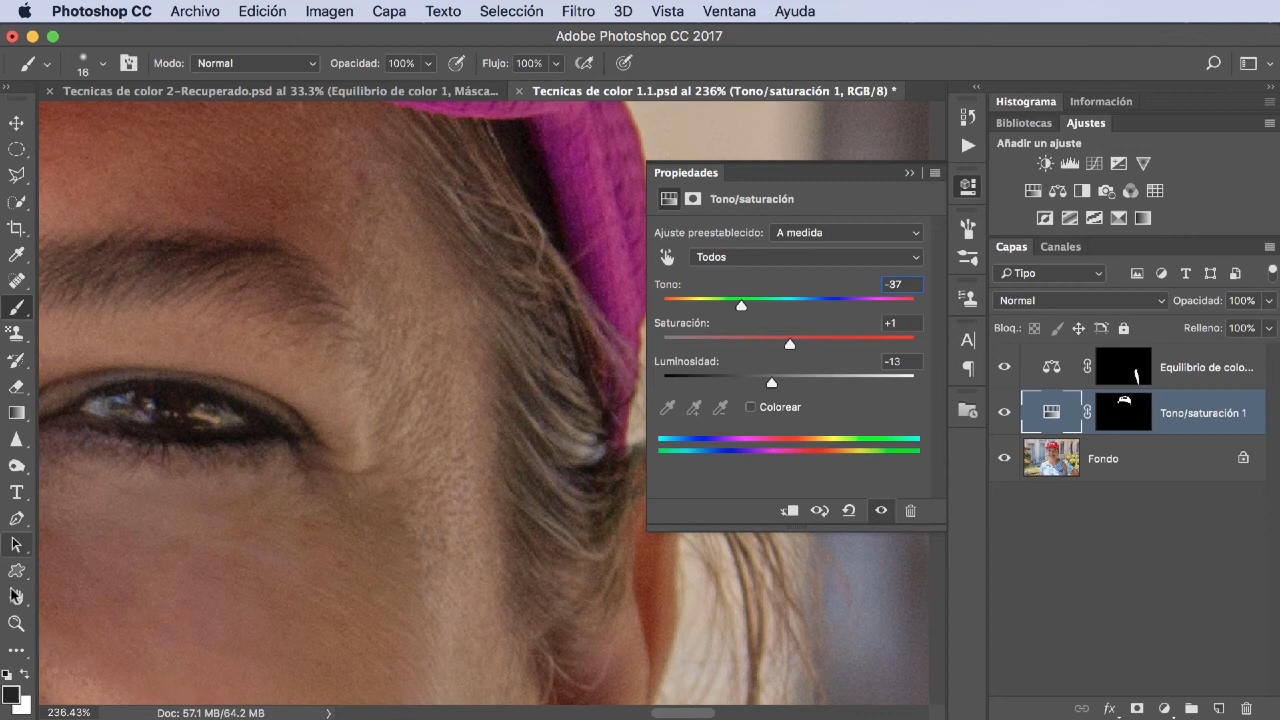 Photoshop CC Archivo Edición Imagen Capa Texto Selección Filtro 3D Vista Ventana Ayuda
Adobe Photoshop CC 2017
16 Modo: Normal Opacidad: 100% Flujo: 100%
Tecnicas de color 2-Recuperado.psd al 33.3% (Equilibrio de color 1, Másca... Tecnicas de color 1.1.psd al 236% (Tono/saturación 1, RGB/8) *
Histograma Información
Bibliotecas Ajustes
Añadir un ajuste
Propiedades
Tono/saturación
Ajuste preestablecido: A medida
Todos
Tono: -37
Saturación: +1
Luminosidad: -13
Colorear
Capas Canales
Tipo
Normal Opacidad: 100%
Bloq.: Relleno: 100%
Equilibrio de colo...
Tono/saturación 1
Fondo
236.43% Doc: 57.1 MB/64.2 MB